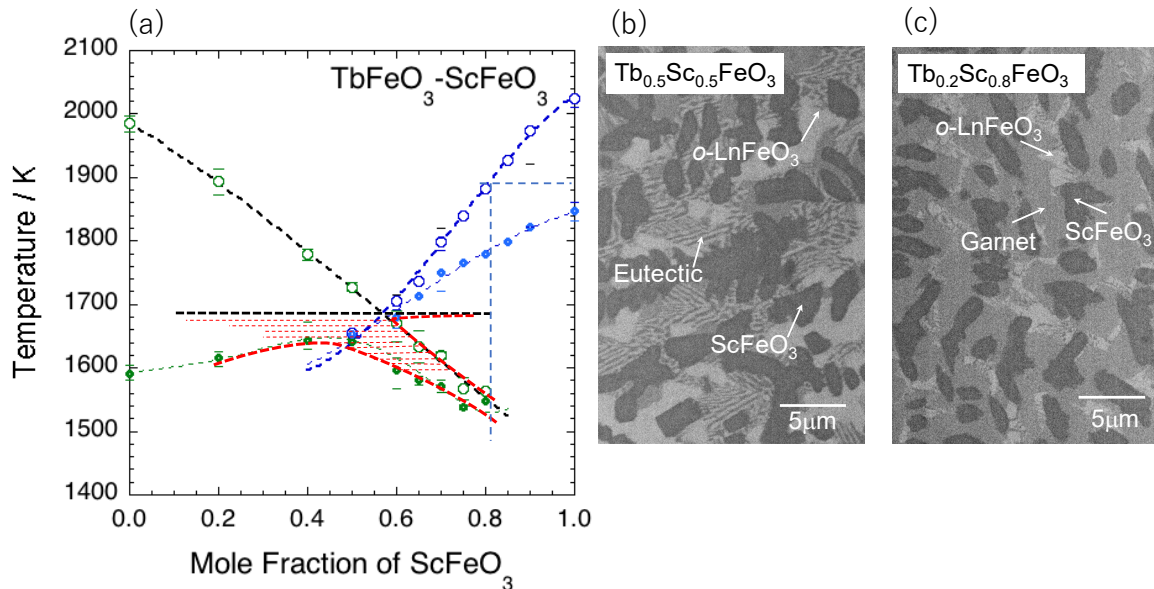 (a)
(b)
(c)
2100
2000
1900
1800
1700
1600
1500
1400
Temperature / K
TbFeO₃-ScFeO₃
0.0
0.2
0.4
0.6
0.8
1.0
Mole Fraction of ScFeO₃
Tb₀.₅Sc₀.₅FeO₃
o-LnFeO₃
Eutectic
ScFeO₃
5μm
Tb₀.₂Sc₀.₈FeO₃
o-LnFeO₃
Garnet
ScFeO₃
5μm